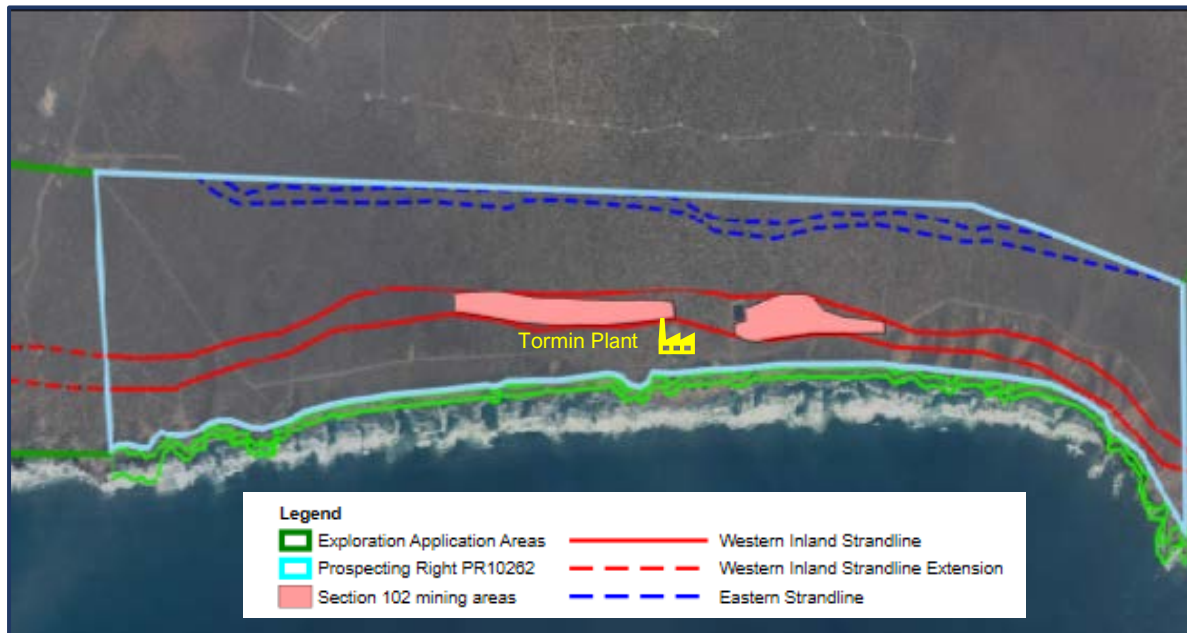 Tormin Plant
Legend
Exploration Application Areas
Western Inland Strandline
Prospecting Right PR10262
Western Inland Strandline Extension
Section 102 mining areas
Eastern Strandline